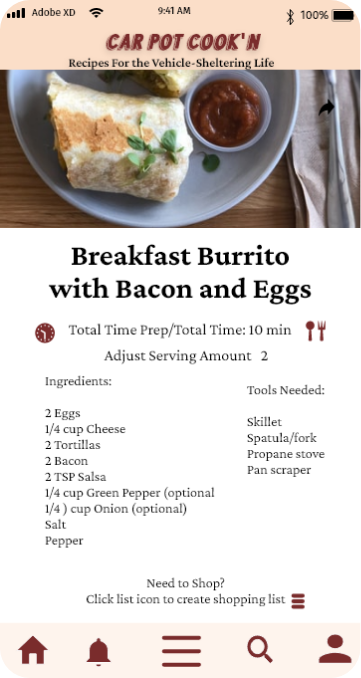 Adobe XD
9:41 AM
100%
CAR POT COOK'N
Recipes For the Vehicle-Sheltering Life
Breakfast Burrito
with Bacon and Eggs
Total Time Prep/Total Time: 10 min
Adjust Serving Amount 2
Ingredients:
2 Eggs
1/4 cup Cheese
2 Tortillas
2 Bacon
2 TSP Salsa
1/4 cup Green Pepper (optional
1/4 ) cup Onion (optional)
Salt
Pepper
Tools Needed:
Skillet
Spatula/fork
Propane stove
Pan scraper
Need to Shop?
Click list icon to create shopping list